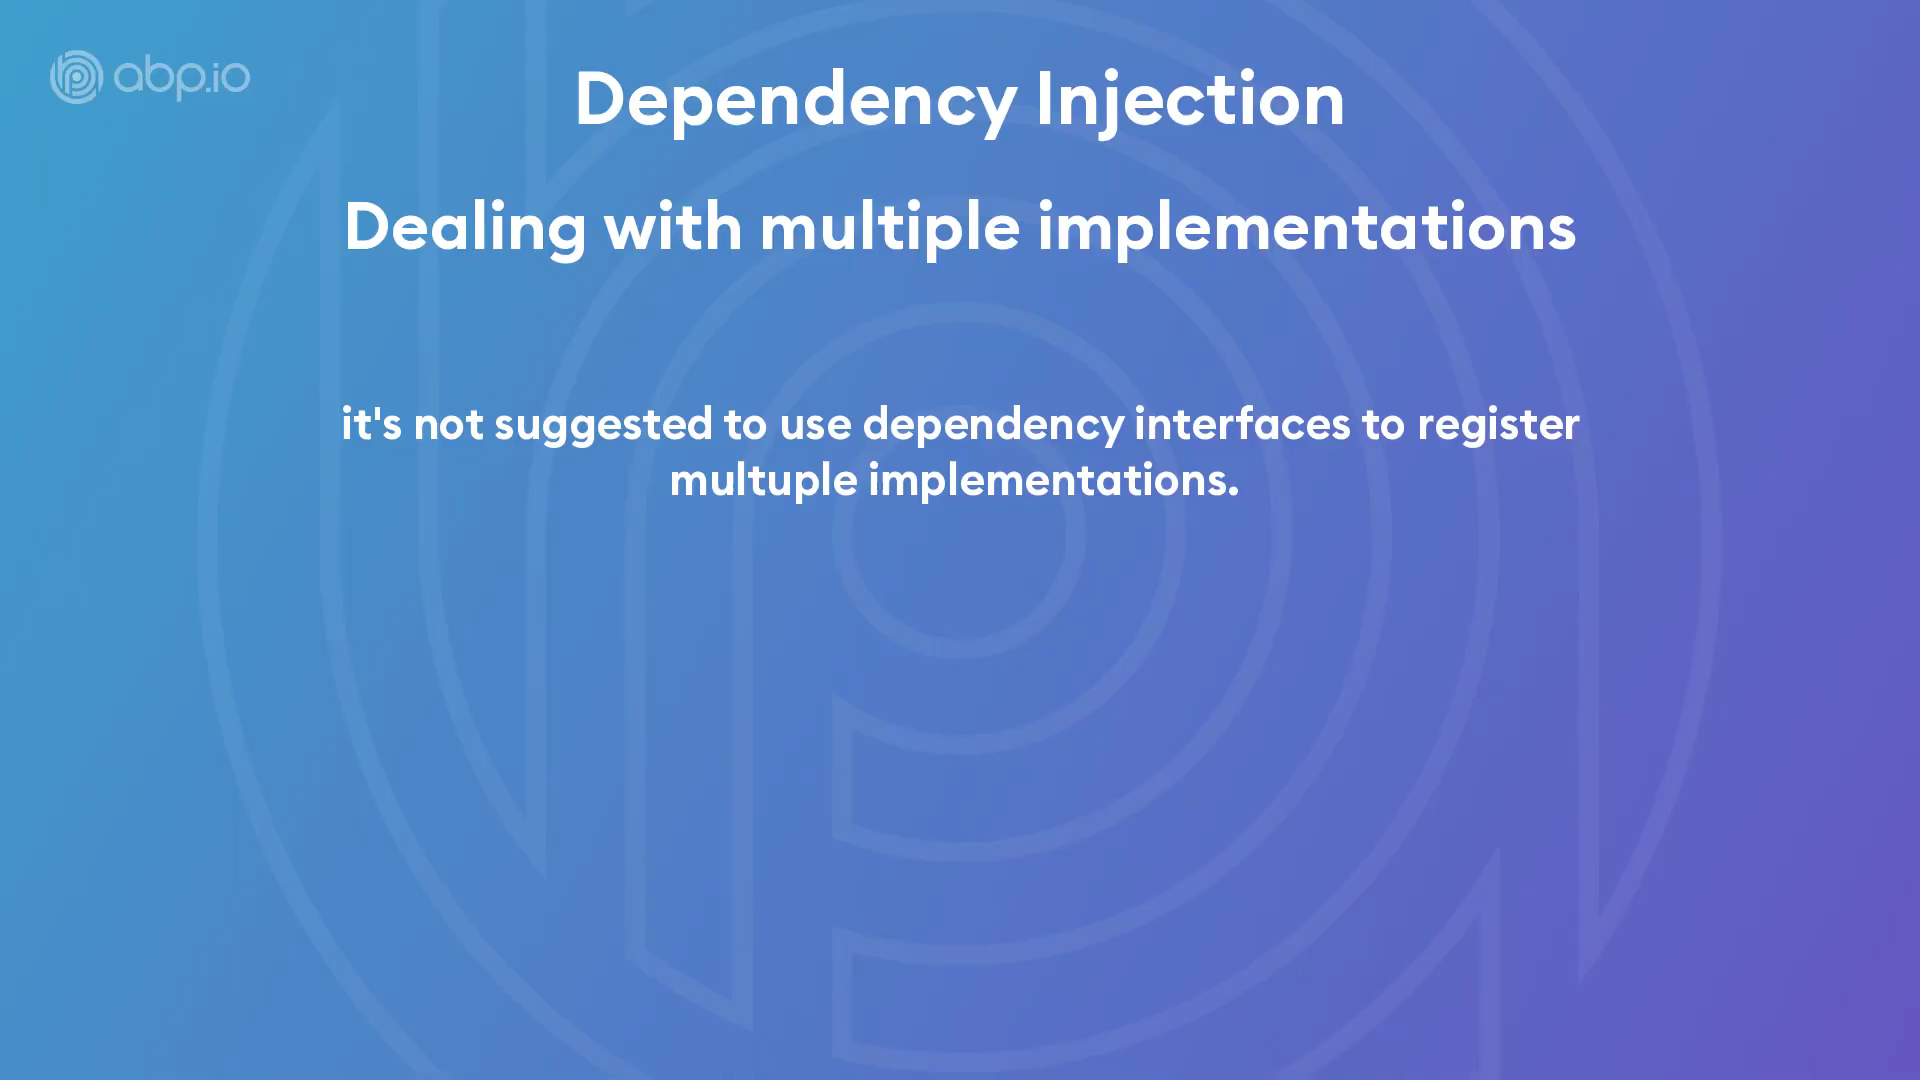 abp.io
Dependency Injection
Dealing with multiple implementations
it's not suggested to use dependency interfaces to register
multuple implementations.